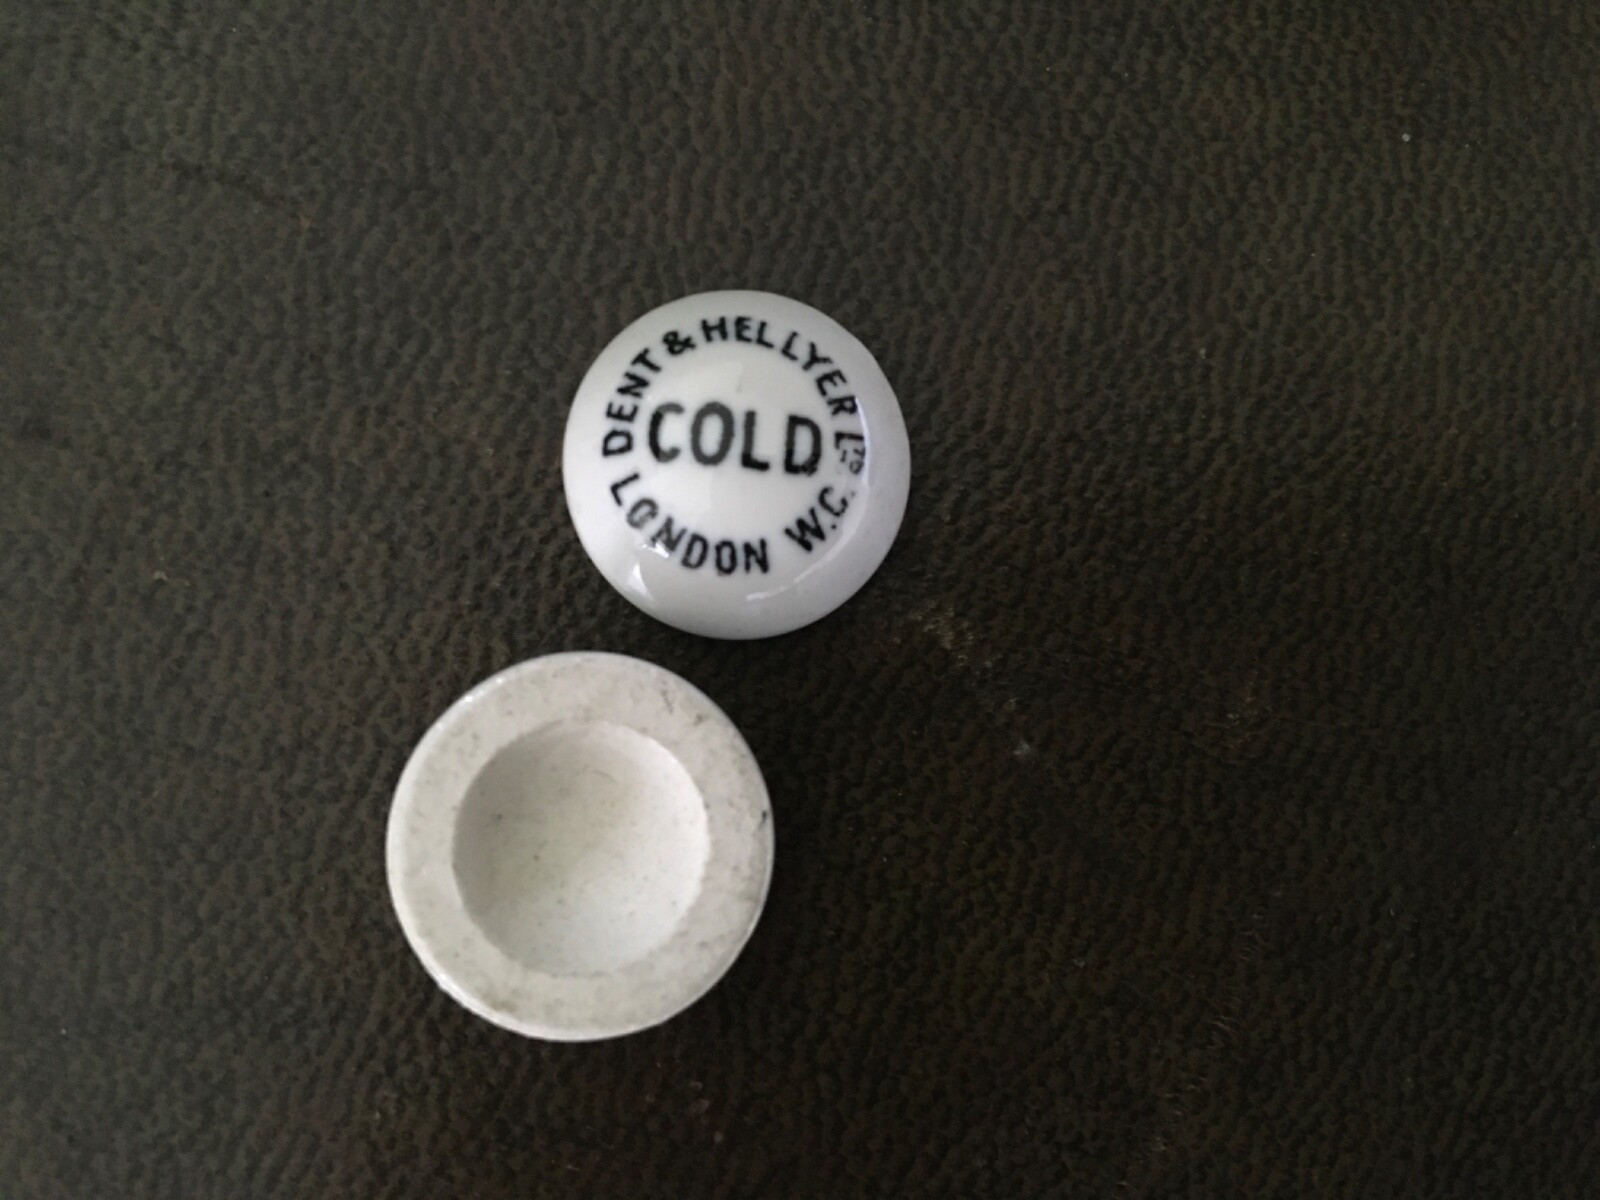 DENT & HELLYER LTD
COLD
LONDON W.C.